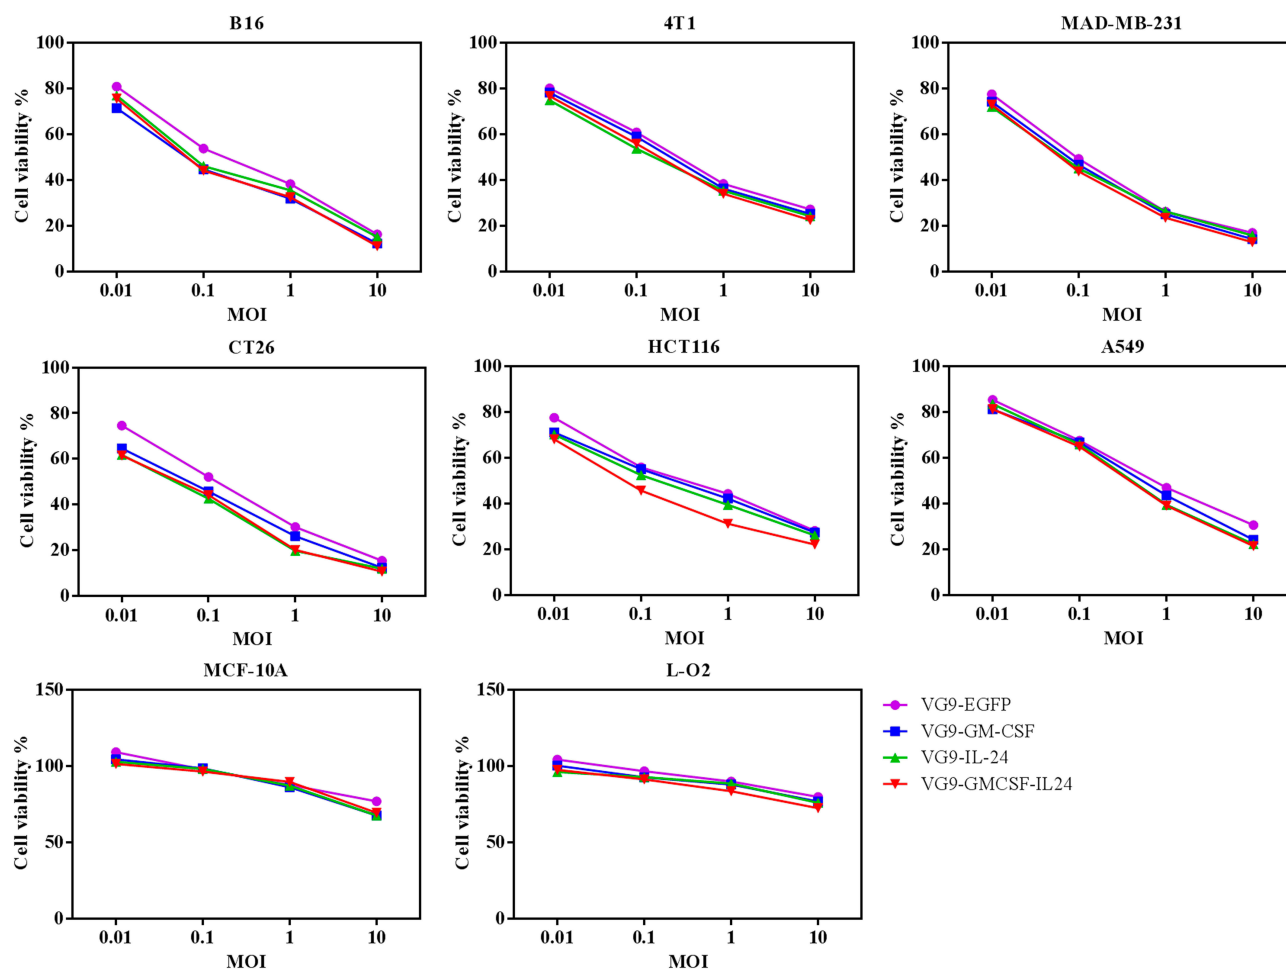 B16
100
80
60
40
20
0
Cell viability %
0.01 0.1 1 10
MOI
4T1
100
80
60
40
20
0
Cell viability %
0.01 0.1 1 10
MOI
MAD-MB-231
100
80
60
40
20
0
Cell viability %
0.01 0.1 1 10
MOI
CT26
100
80
60
40
20
0
Cell viability %
0.01 0.1 1 10
MOI
HCT116
100
80
60
40
20
0
Cell viability %
0.01 0.1 1 10
MOI
A549
100
80
60
40
20
0
Cell viability %
0.01 0.1 1 10
MOI
MCF-10A
150
100
50
0
Cell viability %
0.01 0.1 1 10
MOI
L-O2
150
100
50
0
Cell viability %
0.01 0.1 1 10
MOI
VG9-EGFP
VG9-GM-CSF
VG9-IL-24
VG9-GMCSF-IL24